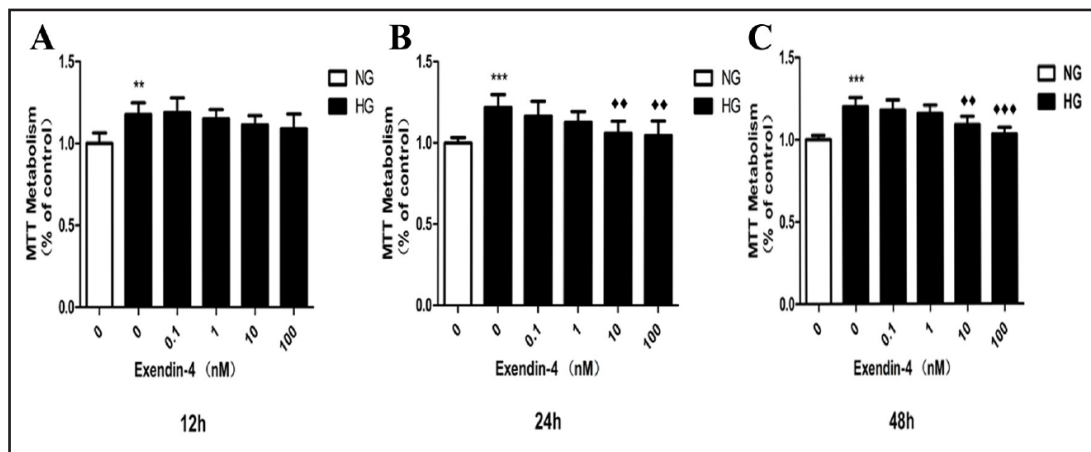 A
MTT Metabolism
（% of control）
1.5
1.0
0.5
0.0
**
NG
HG
0
0
0.1
1
10
100
Exendin-4（nM）
12h
B
MTT Metabolism
（% of control）
1.5
1.0
0.5
0.0
***
♦♦
♦♦
NG
HG
0
0
0.1
1
10
100
Exendin-4（nM）
24h
C
MTT Metabolism
（% of control）
1.5
1.0
0.5
0.0
***
♦♦
♦♦♦
NG
HG
0
0
0.1
1
10
100
Exendin-4（nM）
48h